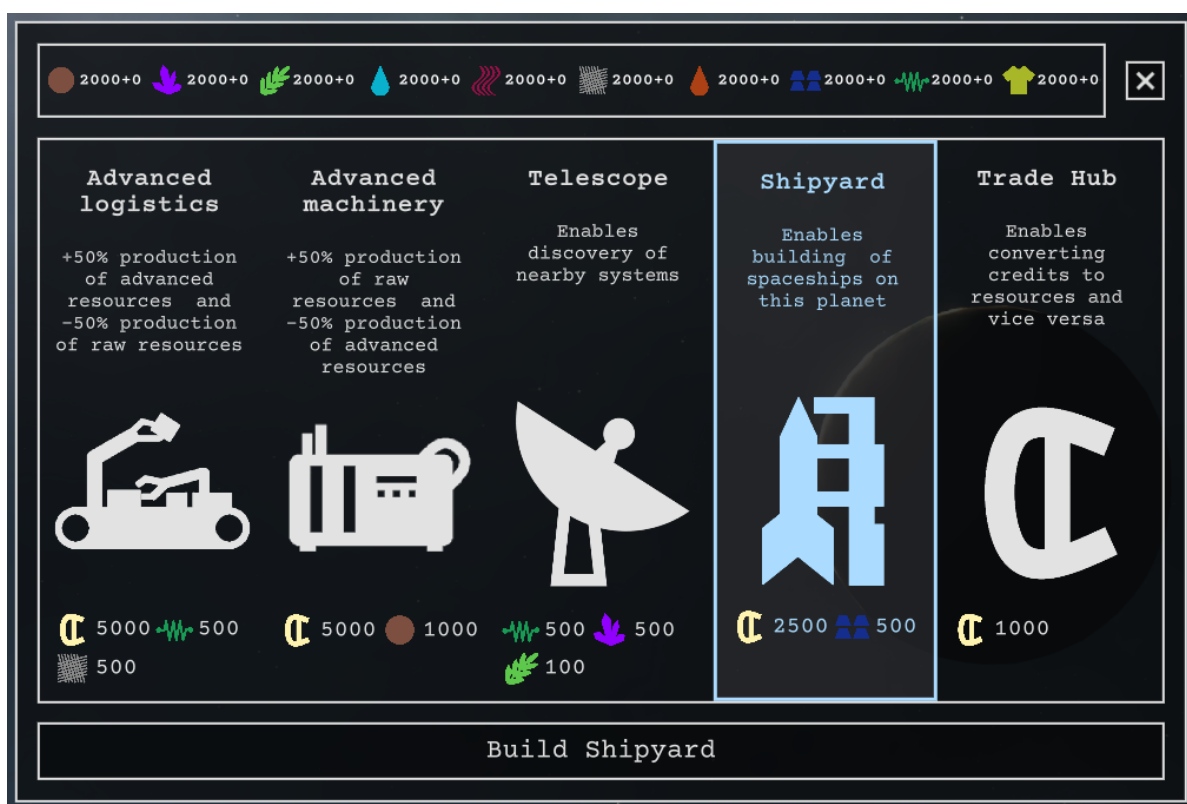 2000+0 2000+0 2000+0 2000+0 2000+0 2000+0 2000+0 2000+0 2000+0 2000+0
Advanced
logistics
+50% production
of advanced
resources and
-50% production
of raw resources
5000 500
500
Advanced
machinery
+50% production
of raw
resources and
-50% production
of advanced
resources
5000 1000
Telescope
Enables
discovery of
nearby systems
500 500
100
Shipyard
Enables
building of
spaceships on
this planet
2500 500
Trade Hub
Enables
converting
credits to
resources and
vice versa
1000
Build Shipyard